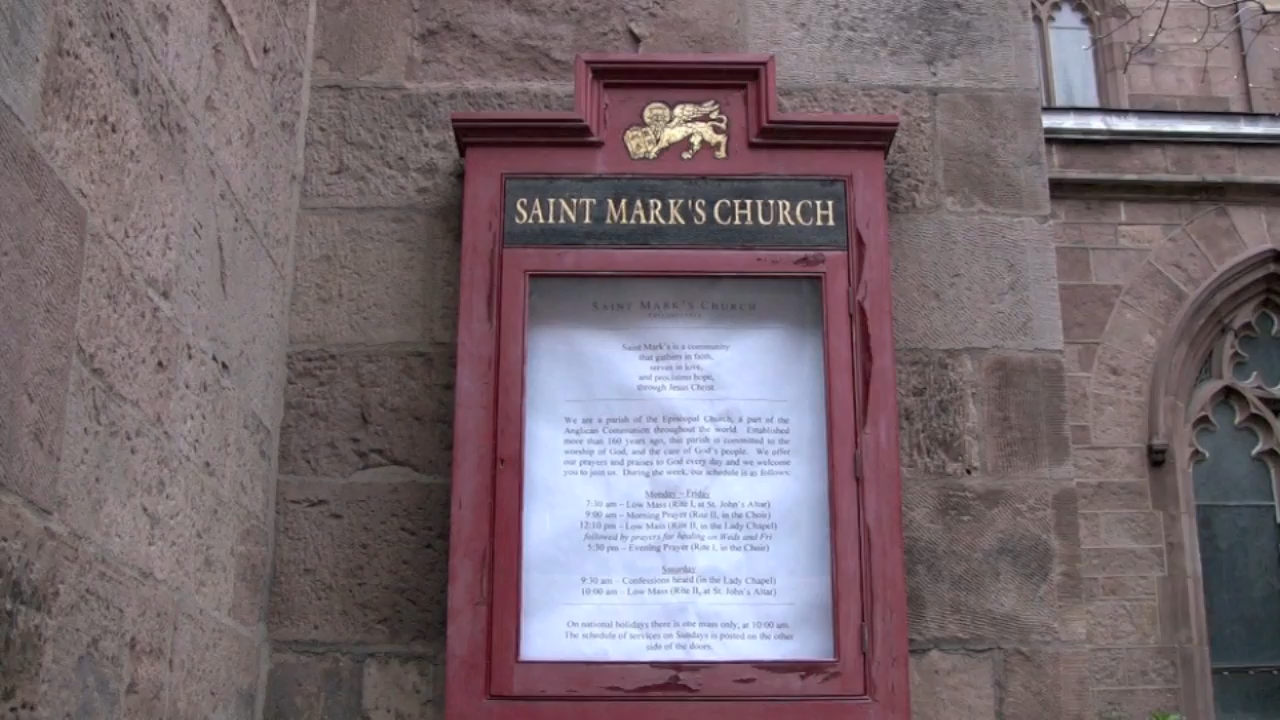 SAINT MARK'S CHURCH
SAINT MARK'S CHURCH
Saint Mark's is a community
that gathers in faith,
serves in love,
and proclaims hope,
through Jesus Christ.
We are a parish of the Episcopal Church, a part of the
Anglican Communion throughout the world. Established
more than 160 years ago, this parish is committed to the
worship of God, and the care of God's people. We offer
our prayers and praises to God every day and we welcome
you to join us. During the week, our schedule is as follows:
Monday – Friday
7:30 am – Low Mass (Rite I, at St. John's Altar)
9:00 am – Morning Prayer (Rite II, in the Choir)
12:10 pm – Low Mass (Rite II, in the Lady Chapel)
followed by prayers for healing on Weds and Fri
5:30 pm – Evening Prayer (Rite I, in the Choir)
Saturday
9:30 am – Confessions heard (in the Lady Chapel)
10:00 am – Low Mass (Rite II, at St. John's Altar)
On national holidays there is one mass only, at 10:00 am.
The schedule of services on Sundays is posted on the other
side of the doors.